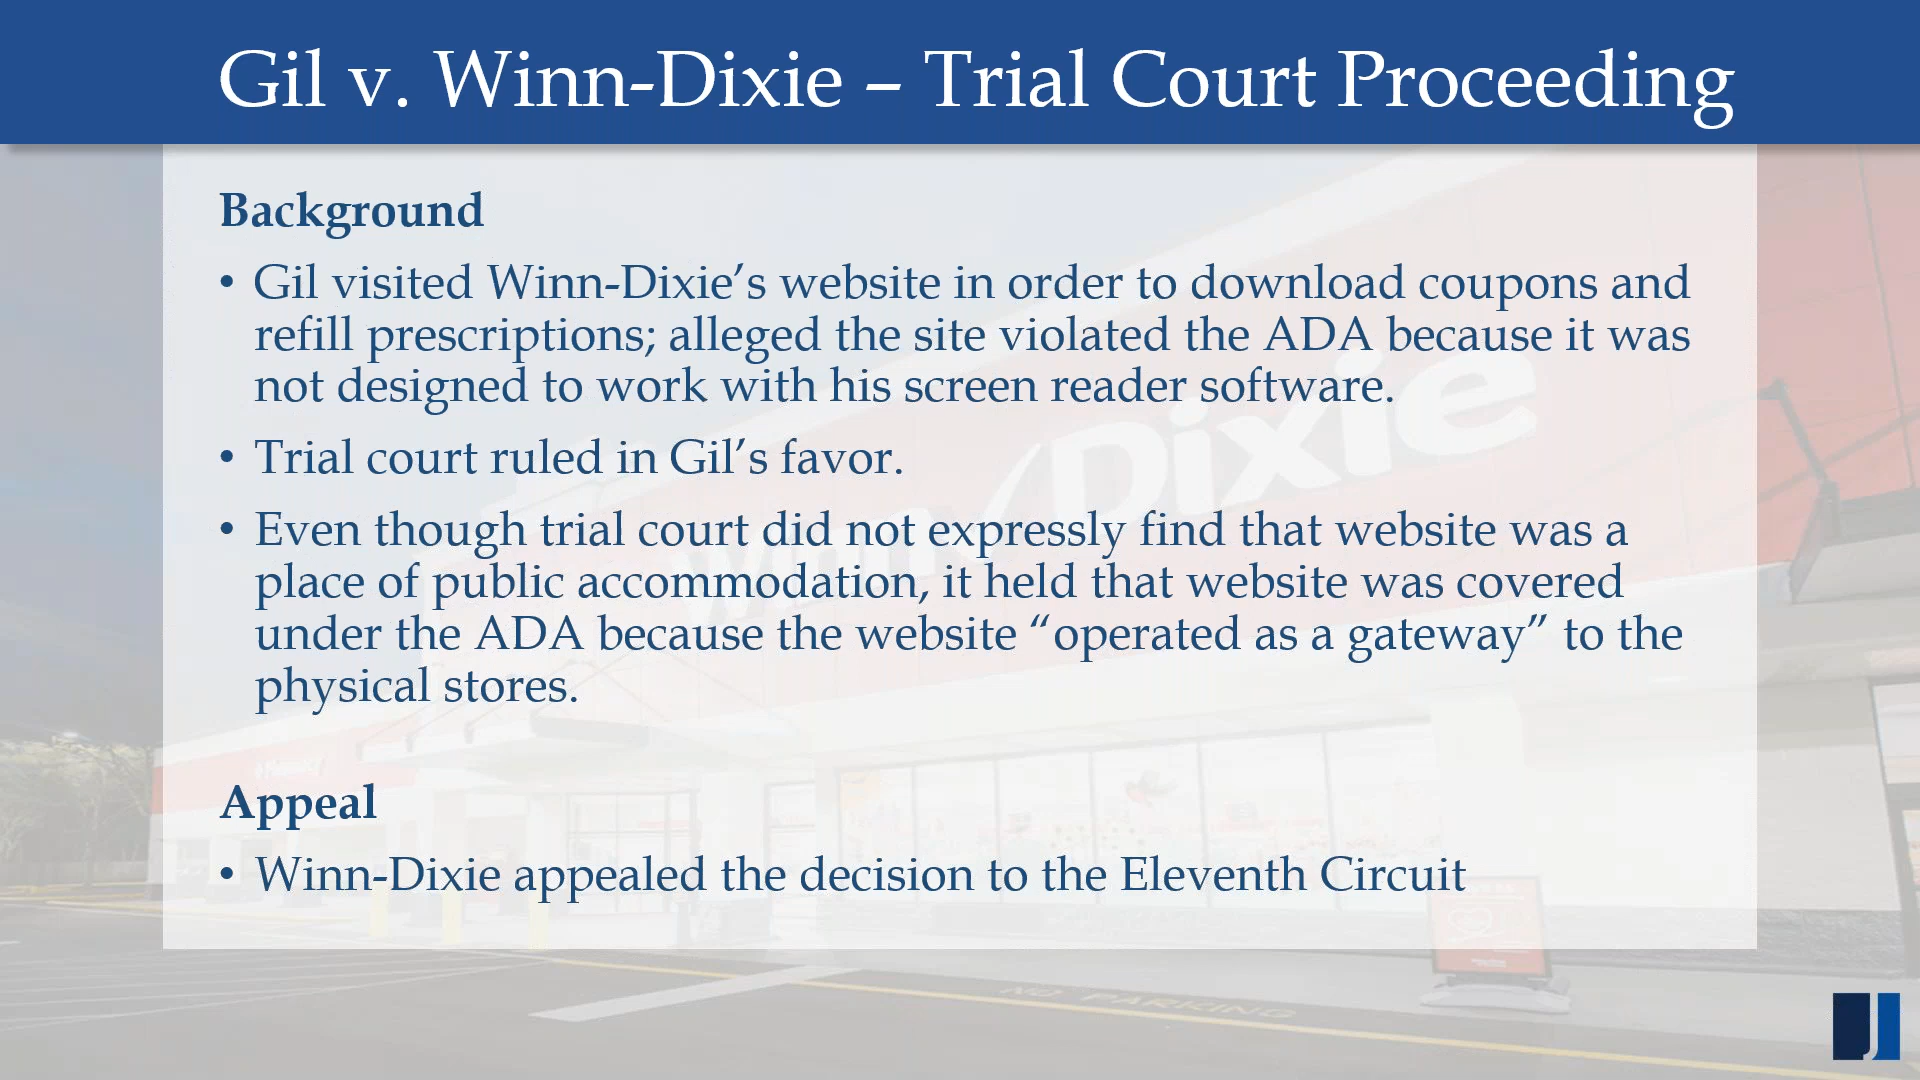 Gil v. Winn-Dixie – Trial Court Proceeding
Background
• Gil visited Winn-Dixie’s website in order to download coupons and
refill prescriptions; alleged the site violated the ADA because it was
not designed to work with his screen reader software.
• Trial court ruled in Gil’s favor.
• Even though trial court did not expressly find that website was a
place of public accommodation, it held that website was covered
under the ADA because the website “operated as a gateway” to the
physical stores.
Appeal
• Winn-Dixie appealed the decision to the Eleventh Circuit
Winn Dixie
NO PARKING